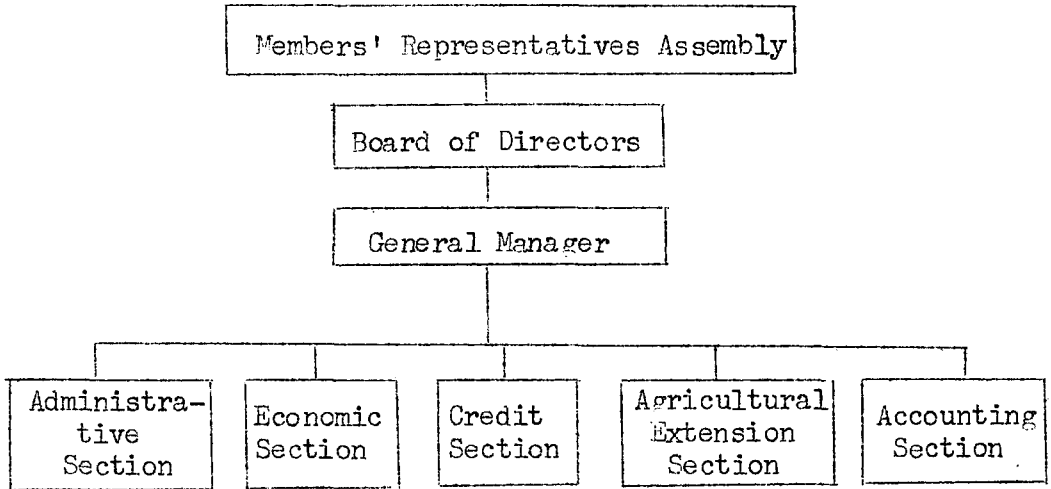 Members' Representatives Assembly
Board of Directors
General Manager
Administra-
tive
Section
Economic
Section
Credit
Section
Agricultural
Extension
Section
Accounting
Section